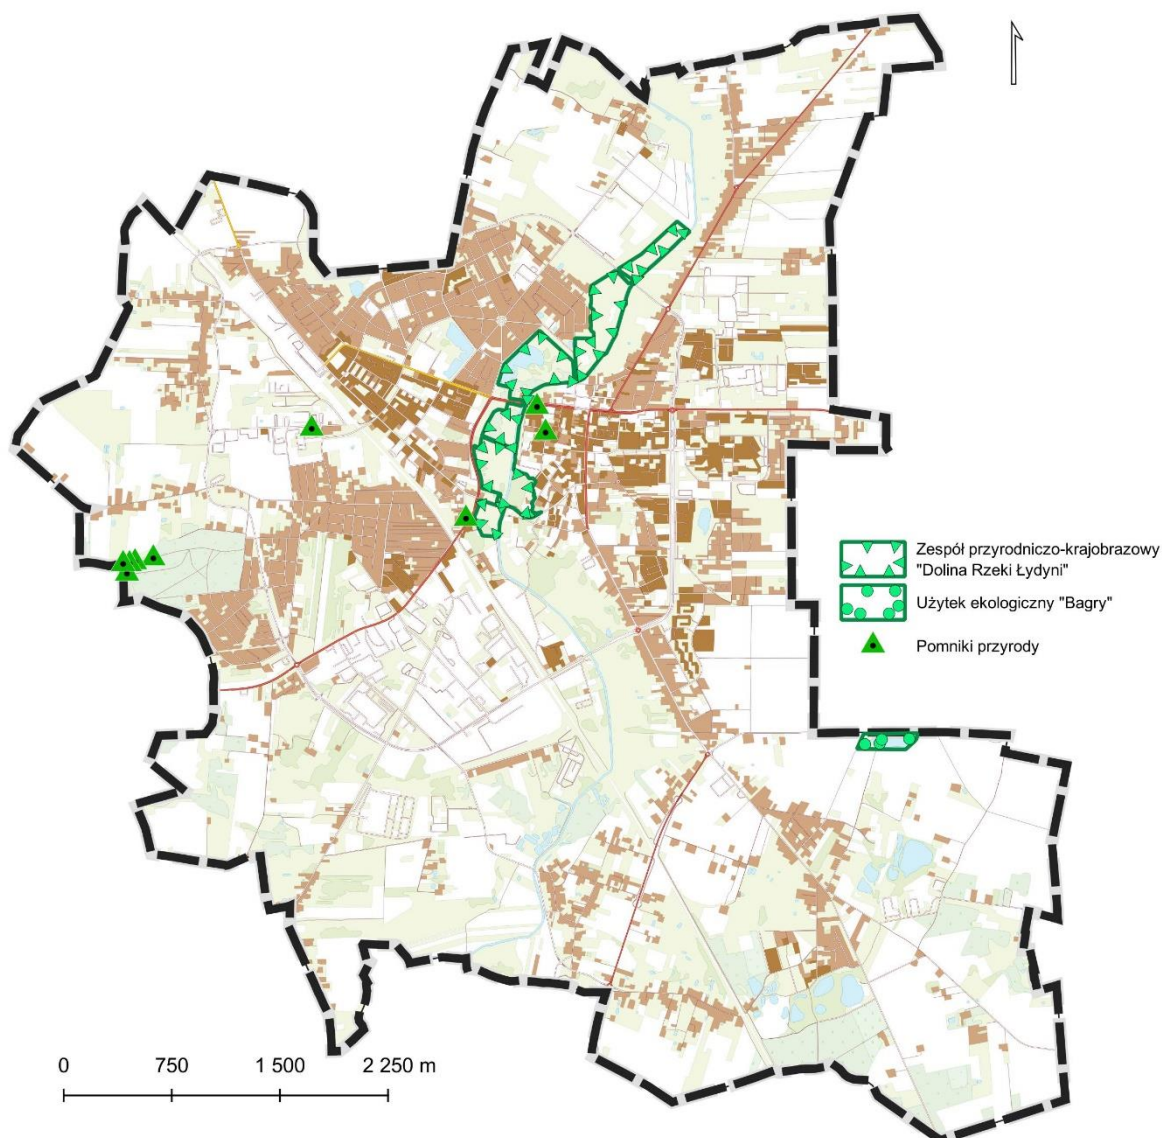 Zespół przyrodniczo-krajobrazowy
"Dolina Rzeki Łydyni"
Użytek ekologiczny "Bagry"
Pomniki przyrody
0 750 1 500 2 250 m